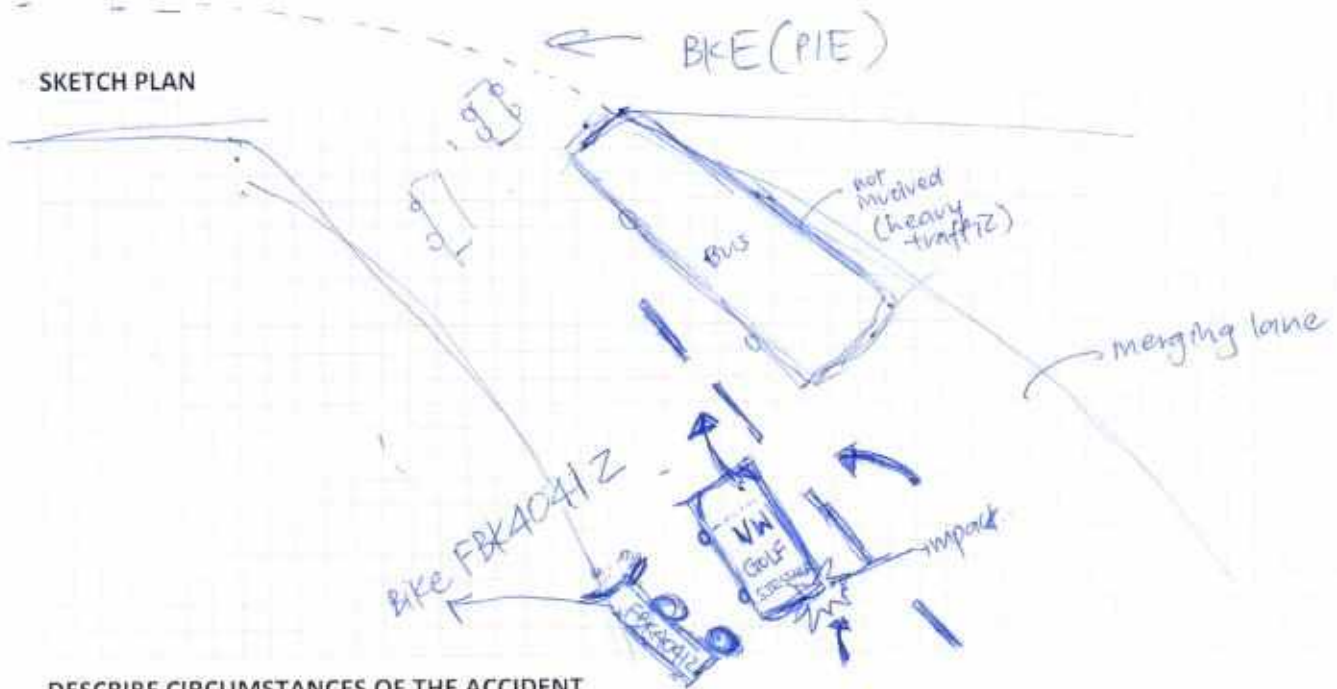 BKE (PIE)
SKETCH PLAN
not
involved
(heavy
traffic)
BUS
merging lane
BIKE FBK4041Z
VW
GOLF
impact
FBK4041Z
DESCRIBE CIRCUMSTANCES OF THE ACCIDENT